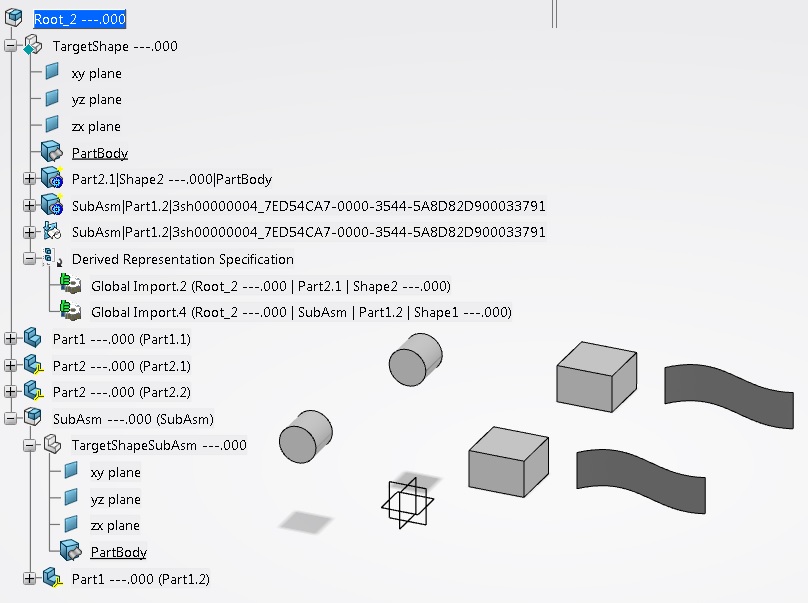 Root_2 ---.000
TargetShape ---.000
xy plane
yz plane
zx plane
PartBody
Part2.1|Shape2 ---.000|PartBody
SubAsm|Part1.2|3sh00000004_7ED54CA7-0000-3544-5A8D82D900033791
SubAsm|Part1.2|3sh00000004_7ED54CA7-0000-3544-5A8D82D900033791
Derived Representation Specification
Global Import.2 (Root_2 ---.000 | Part2.1 | Shape2 ---.000)
Global Import.4 (Root_2 ---.000 | SubAsm | Part1.2 | Shape1 ---.000)
Part1 ---.000 (Part1.1)
Part2 ---.000 (Part2.1)
Part2 ---.000 (Part2.2)
SubAsm ---.000 (SubAsm)
TargetShapeSubAsm ---.000
xy plane
yz plane
zx plane
PartBody
Part1 ---.000 (Part1.2)